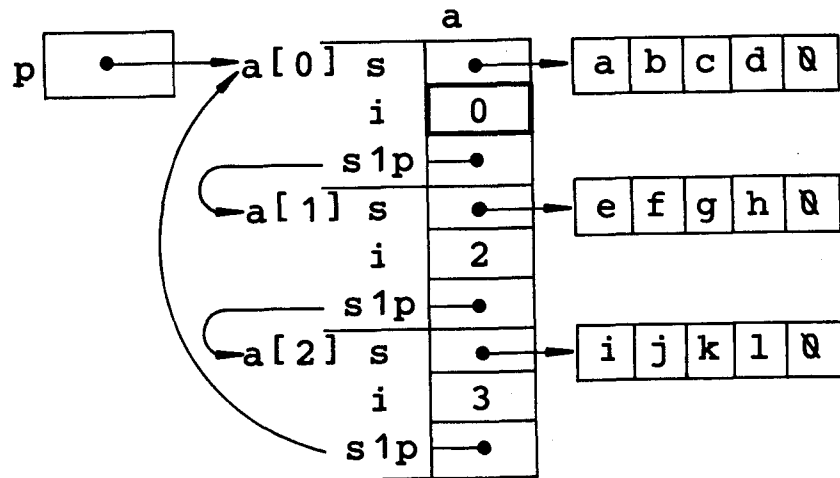 a
p a[0] s a b c d \0
i 0
s1p
a[1] s e f g h \0
i 2
s1p
a[2] s i j k l \0
i 3
s1p